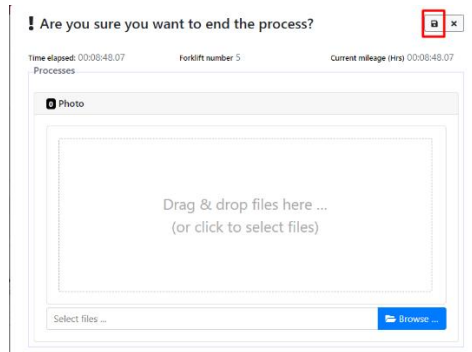 ! Are you sure you want to end the process?
Time elapsed: 00:08:48.07 Forklift number 5 Current mileage (Hrs) 00:08:48.07
Processes
0 Photo
Drag & drop files here ...
(or click to select files)
Select files ... Browse ...